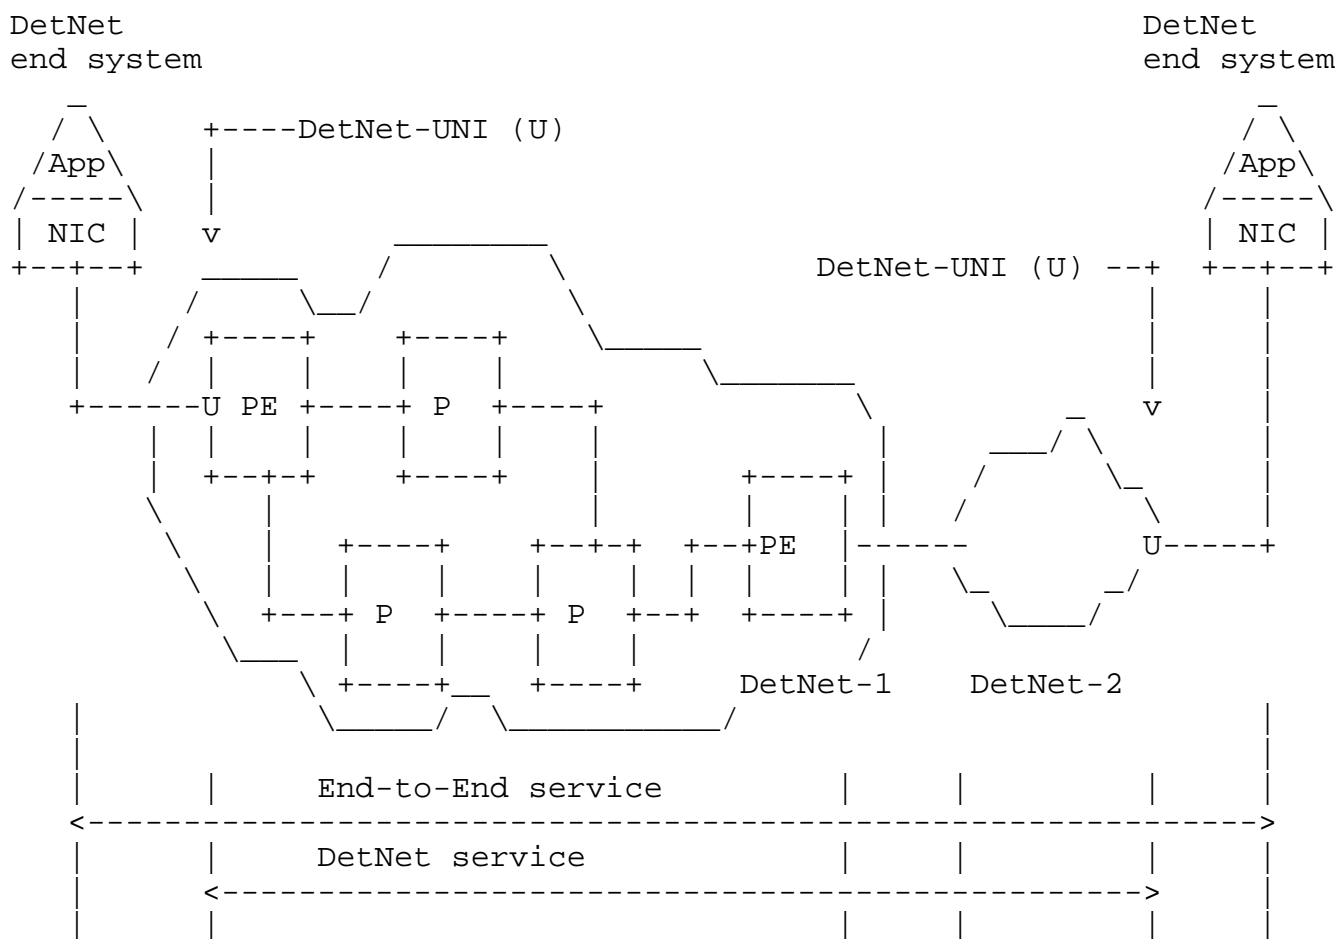 DetNet DetNet
end system end system
+----DetNet-UNI (U)
/App\ /App\
| NIC | v | NIC |
DetNet-UNI (U) --+
U PE P v
PE U
P P
DetNet-1 DetNet-2
End-to-End service
DetNet service